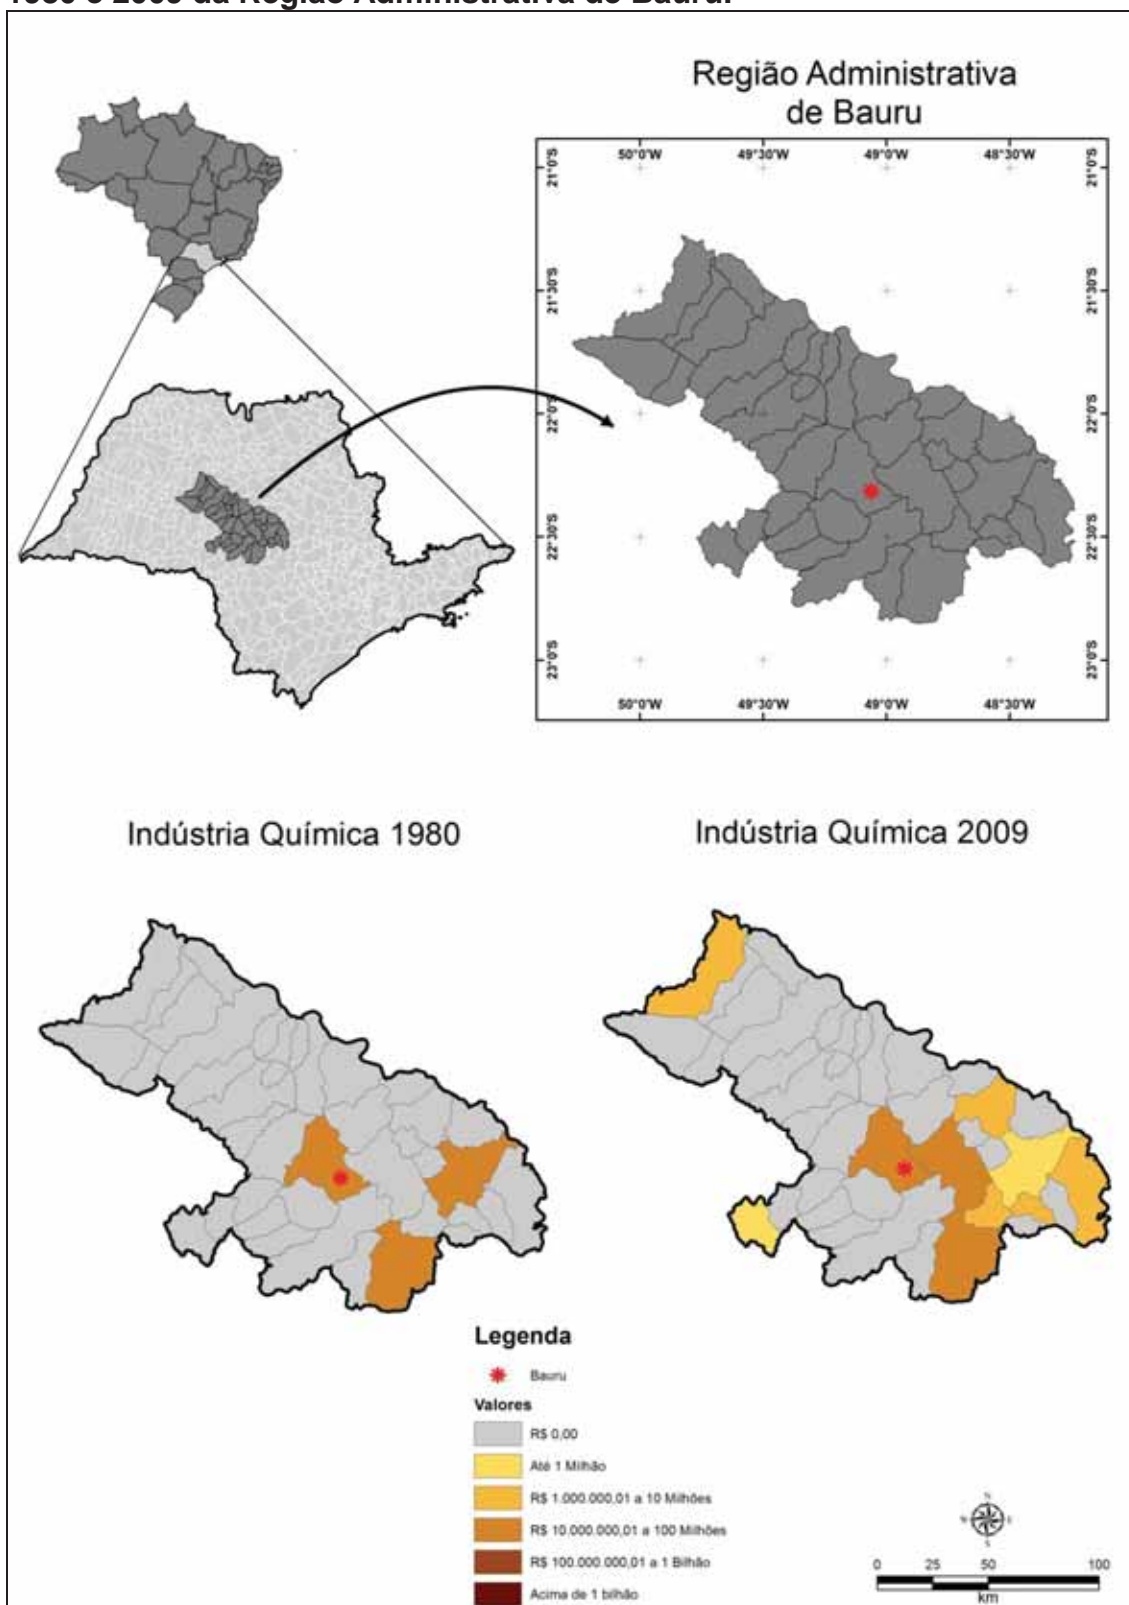 1980 e 2009 da Região Administrativa de Bauru.
Região Administrativa
de Bauru
50°0'W 49°30'W 49°0'W 48°30'W
21°0'S 21°0'S
21°30'S 21°30'S
22°0'S 22°0'S
22°30'S 22°30'S
23°0'S 23°0'S
50°0'W 49°30'W 49°0'W 48°30'W
Indústria Química 1980
Indústria Química 2009
Legenda
Bauru
Valores
R$ 0,00
Até 1 Milhão
R$ 1.000.000,01 a 10 Milhões
R$ 10.000.000,01 a 100 Milhões
R$ 100.000.000,01 a 1 Bilhão
Acima de 1 bilhão
N
S
0 25 50 100
km